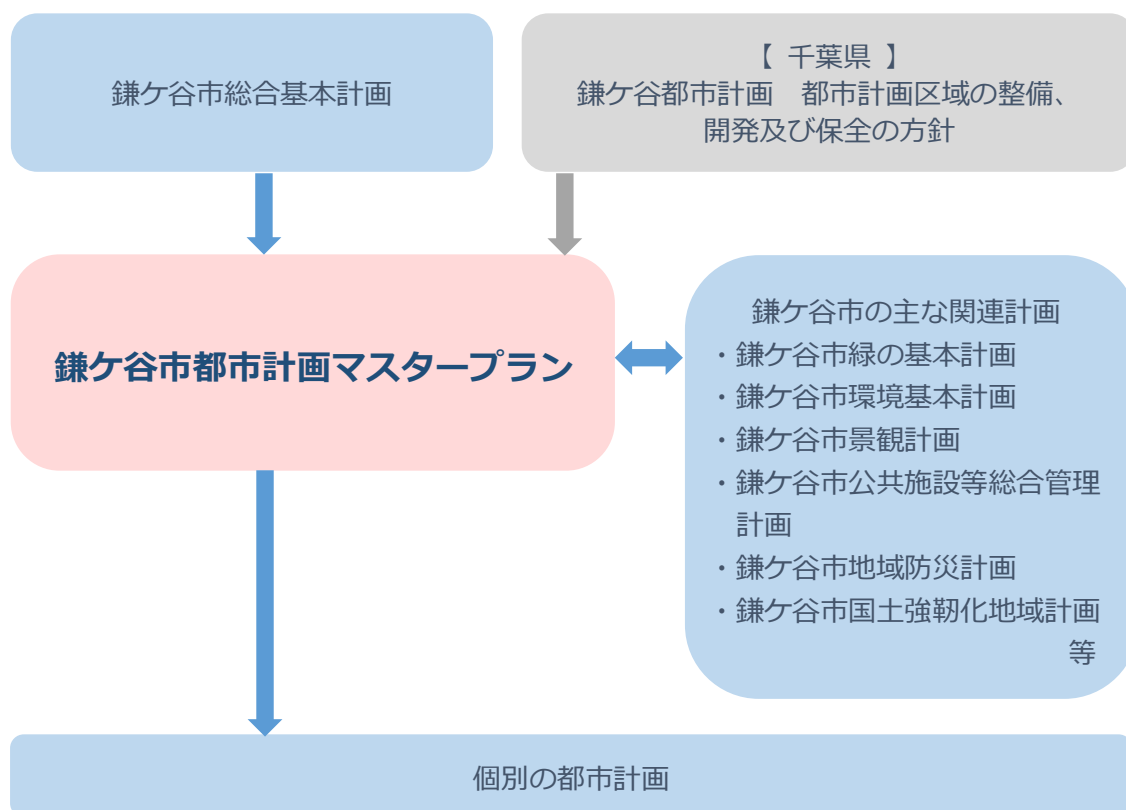 鎌ケ谷市総合基本計画
【 千葉県 】
鎌ケ谷都市計画　都市計画区域の整備、
開発及び保全の方針
鎌ケ谷市都市計画マスタープラン
鎌ケ谷市の主な関連計画
・鎌ケ谷市緑の基本計画
・鎌ケ谷市環境基本計画
・鎌ケ谷市景観計画
・鎌ケ谷市公共施設等総合管理
計画
・鎌ケ谷市地域防災計画
・鎌ケ谷市国土強靭化地域計画
等
個別の都市計画